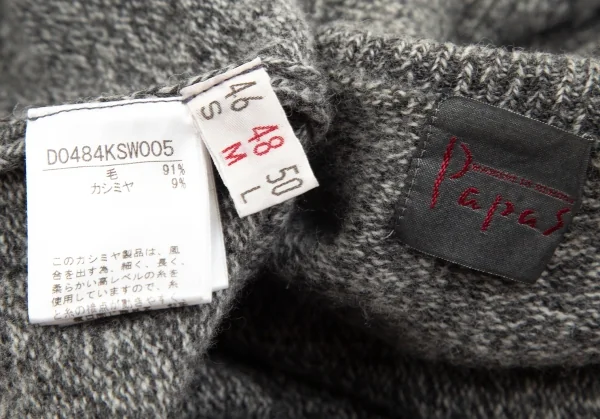 D0484KSW005
毛 91%
カシミヤ 9%
このカシミヤ製品は、風
合を出す為、細く、長く、
柔らかい高レベルの糸を
使用していますので、糸
46 48 50
S M L
Papas